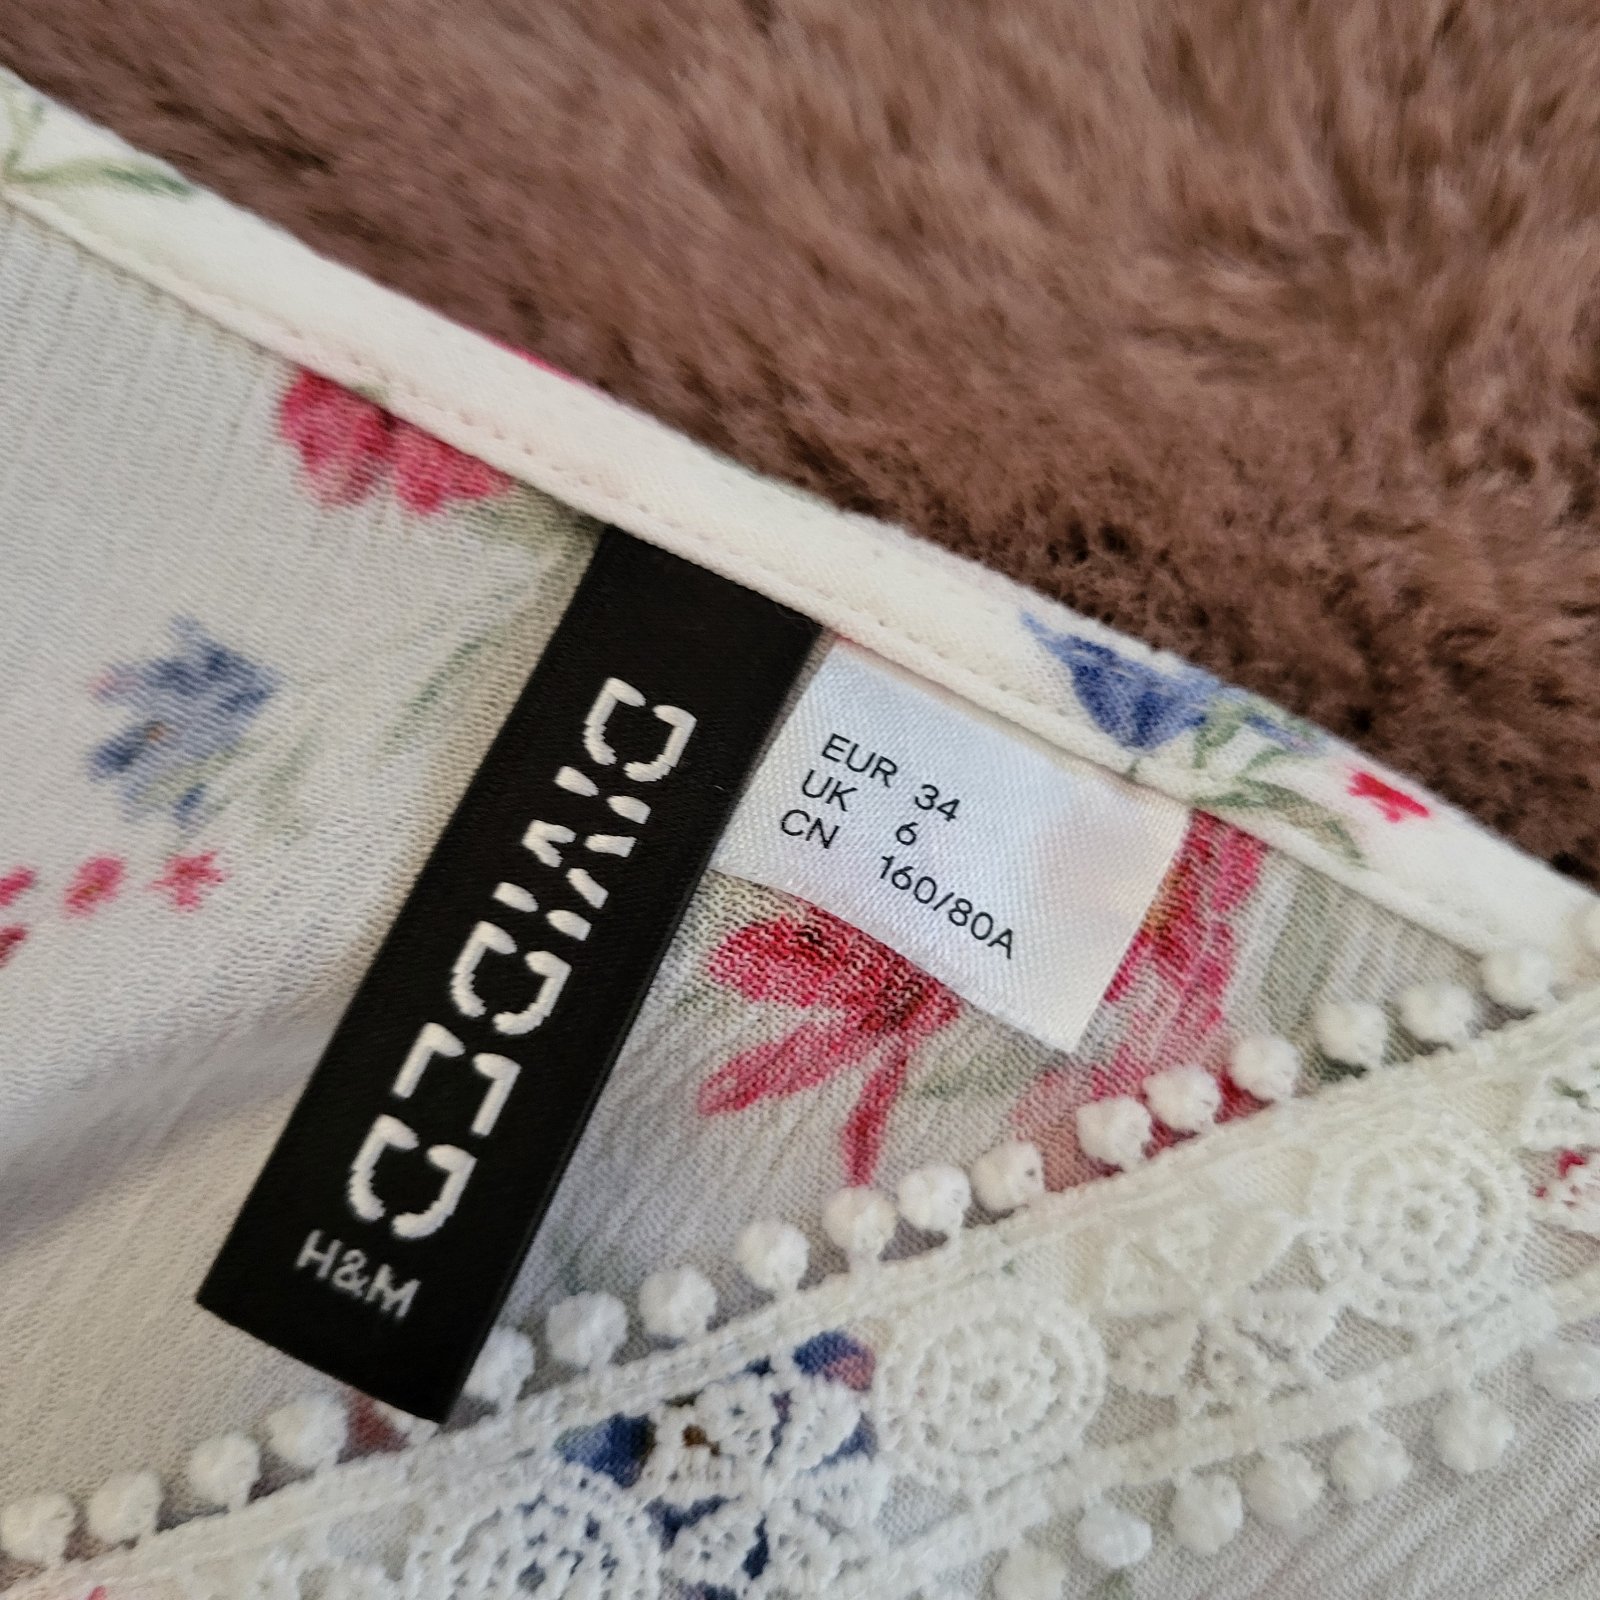 DIVIDED
H&M
EUR 34
UK 6
CN 160/80A